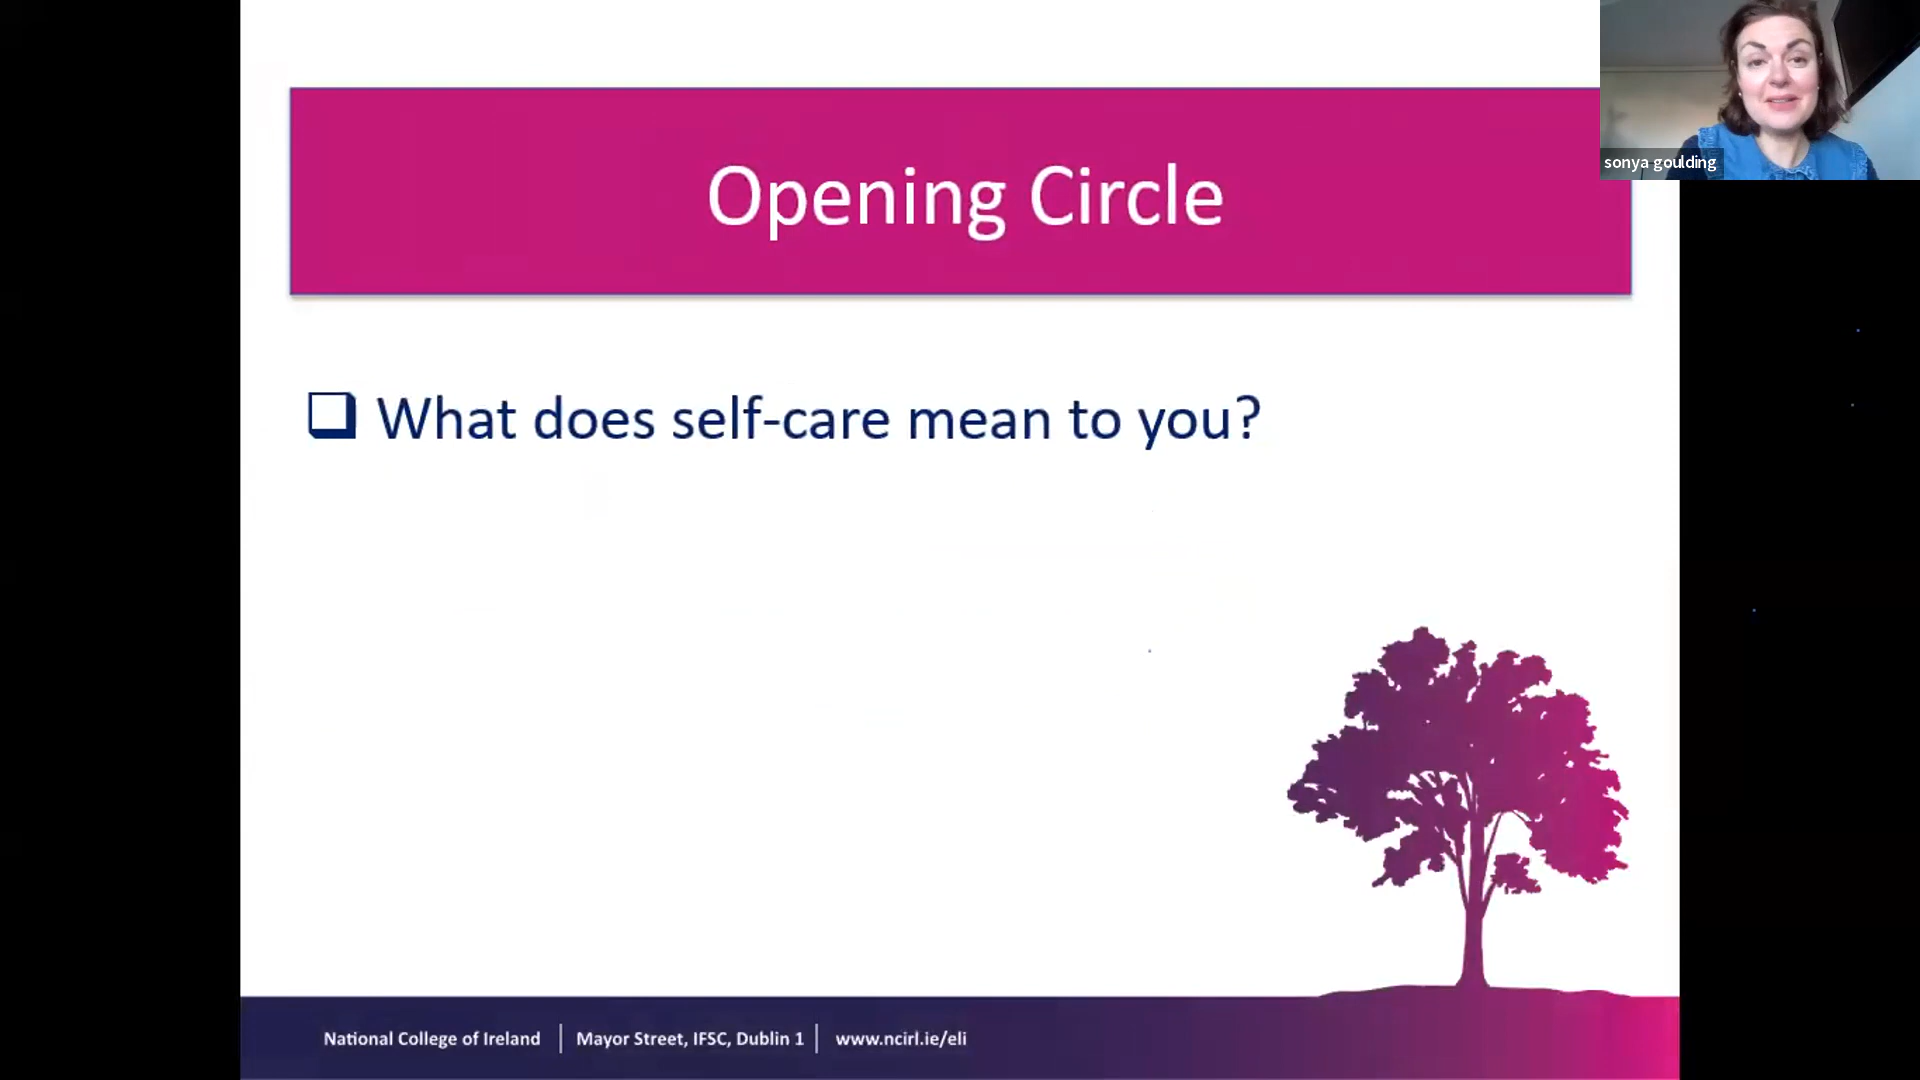 Opening Circle
sonya goulding
What does self-care mean to you?
National College of Ireland | Mayor Street, IFSC, Dublin 1 | www.ncirl.ie/eli